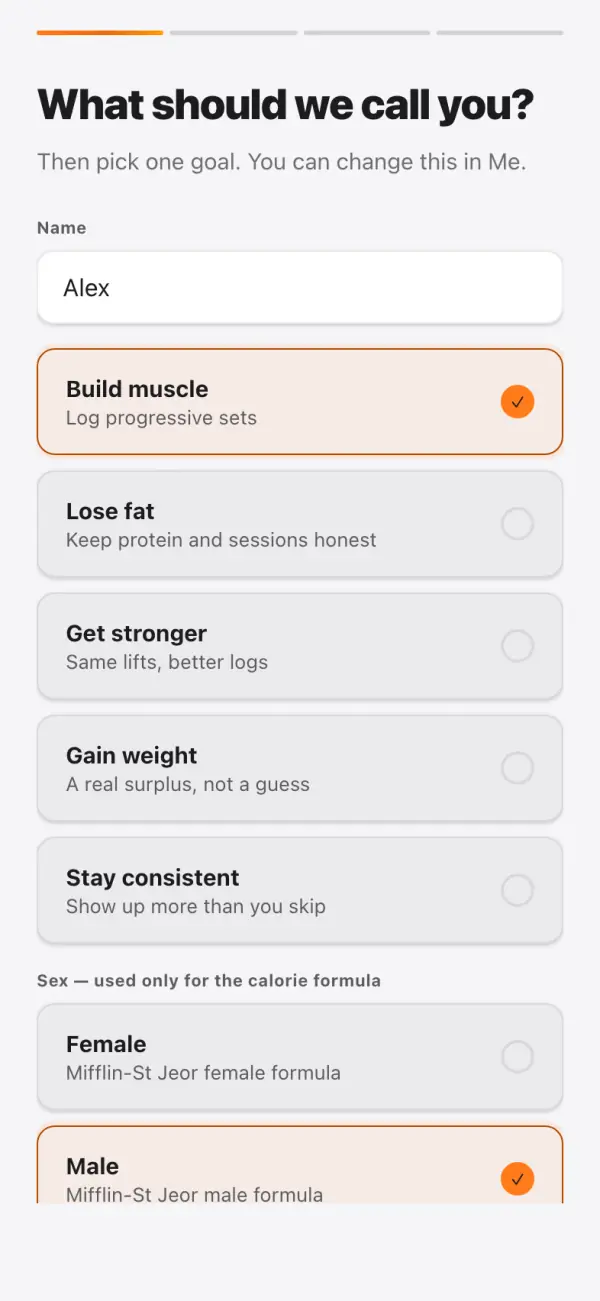 What should we call you?
Then pick one goal. You can change this in Me.
Name
Alex
Build muscle
Log progressive sets
Lose fat
Keep protein and sessions honest
Get stronger
Same lifts, better logs
Gain weight
A real surplus, not a guess
Stay consistent
Show up more than you skip
Sex — used only for the calorie formula
Female
Mifflin-St Jeor female formula
Male
Mifflin-St Jeor male formula